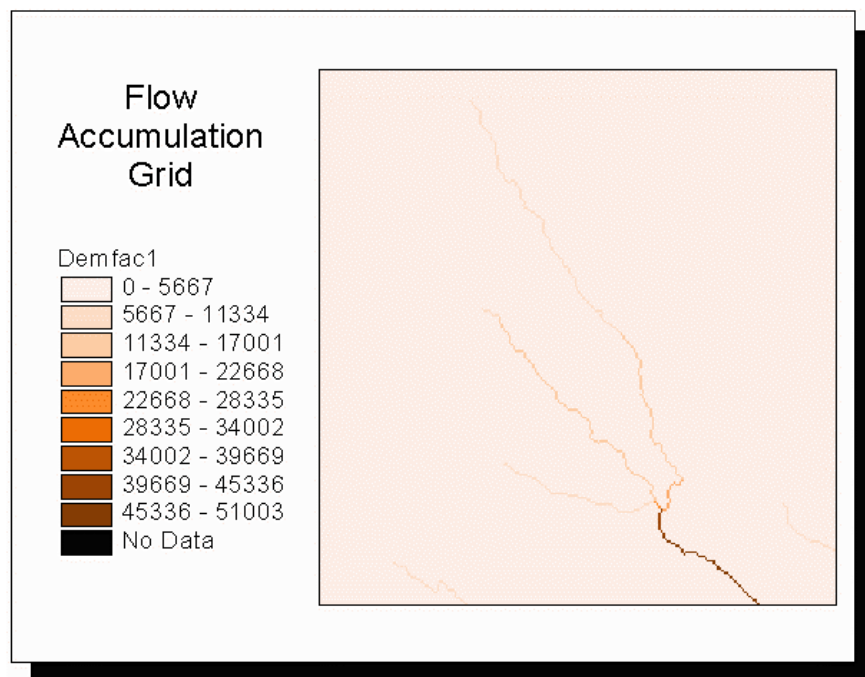 Flow
Accumulation
Grid
Demfac1
0 - 5667
5667 - 11334
11334 - 17001
17001 - 22668
22668 - 28335
28335 - 34002
34002 - 39669
39669 - 45336
45336 - 51003
No Data